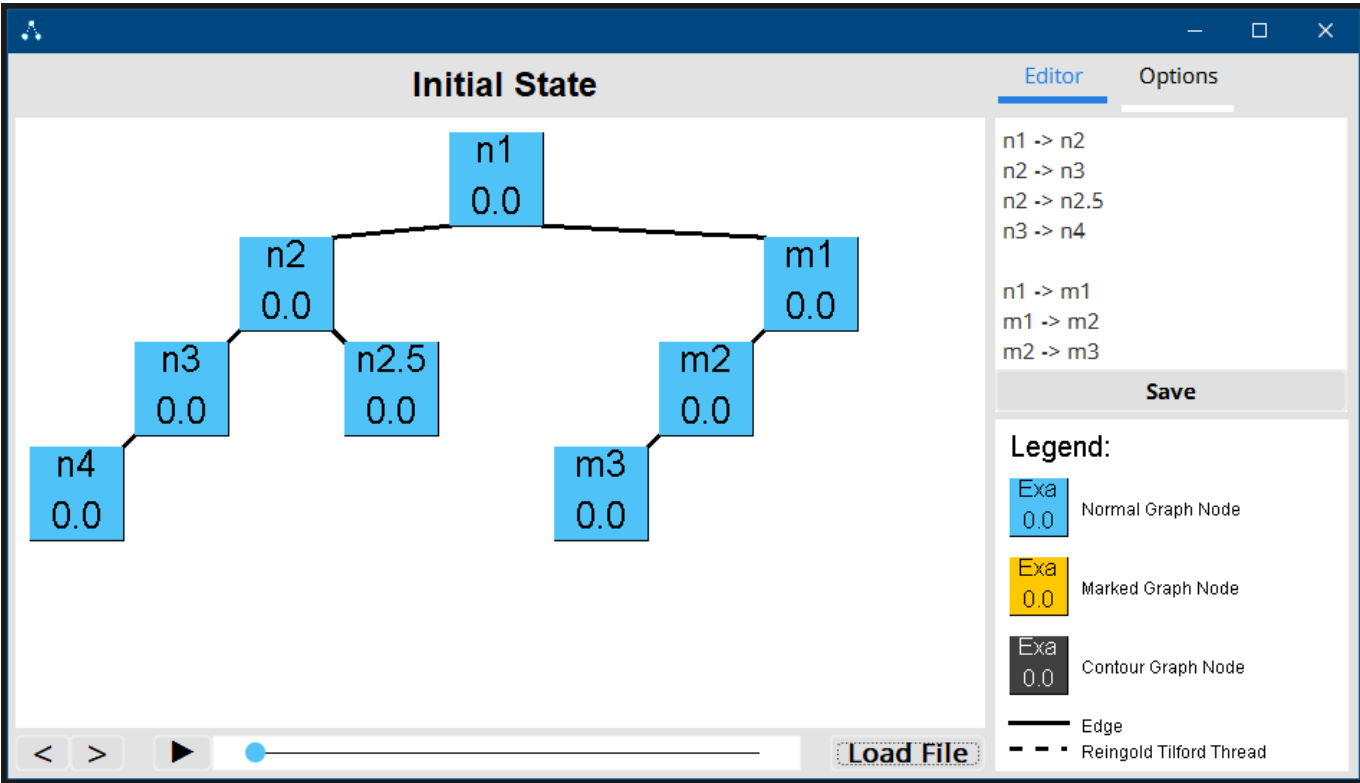 Initial State
Editor
Options
n1
0.0
n2
0.0
m1
0.0
n3
0.0
n2.5
0.0
m2
0.0
n4
0.0
m3
0.0
n1 -> n2
n2 -> n3
n2 -> n2.5
n3 -> n4
n1 -> m1
m1 -> m2
m2 -> m3
Save
Legend:
Exa
0.0
Normal Graph Node
Exa
0.0
Marked Graph Node
Exa
0.0
Contour Graph Node
Edge
Reingold Tilford Thread
< >
Load File